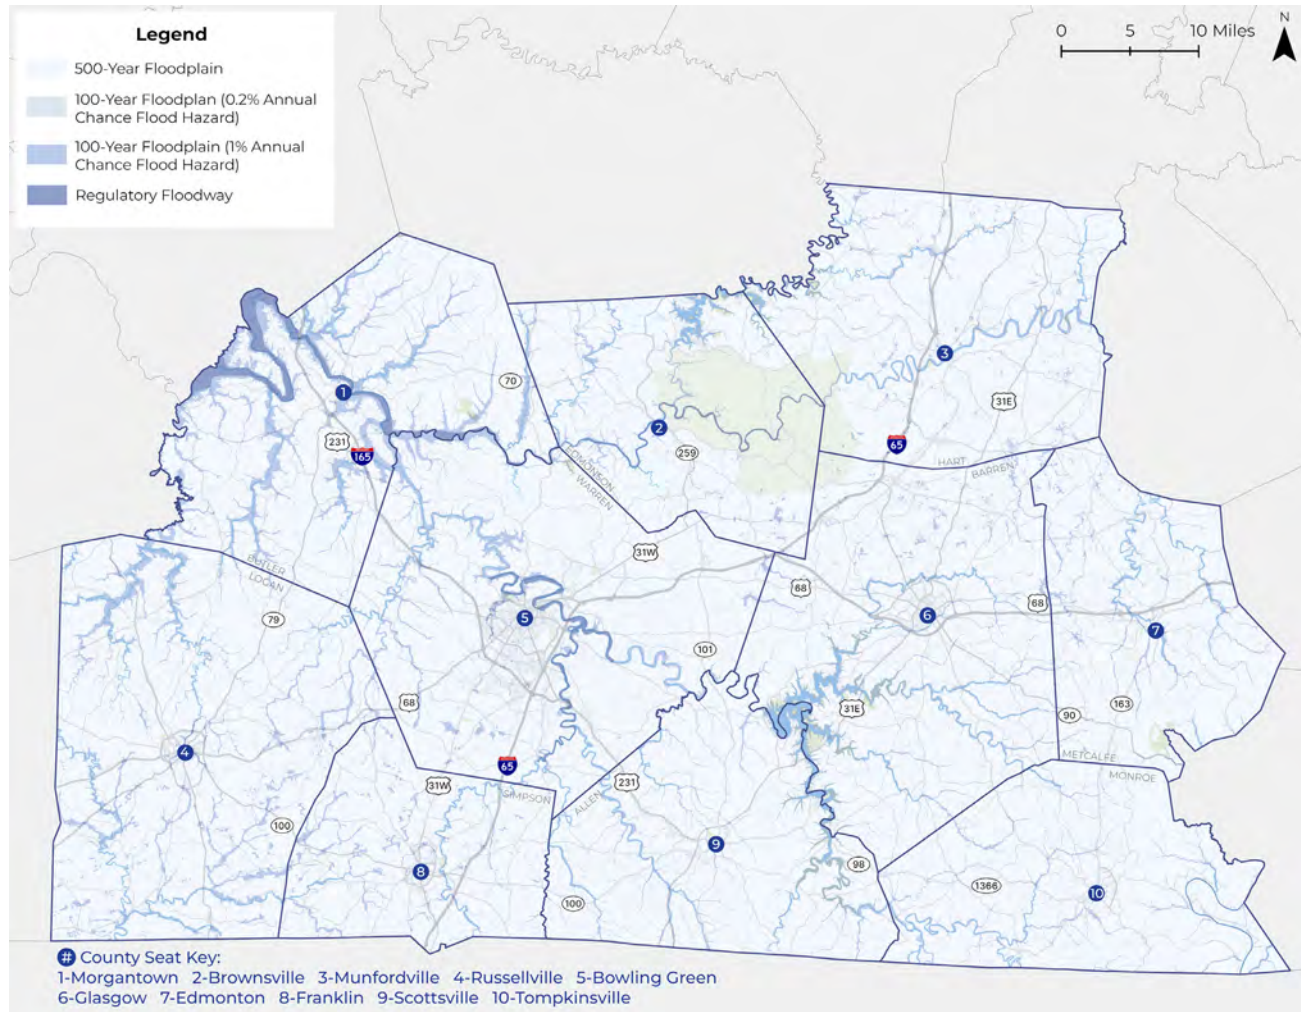 Legend
500-Year Floodplain
100-Year Floodplan (0.2% Annual
Chance Flood Hazard)
100-Year Floodplain (1% Annual
Chance Flood Hazard)
Regulatory Floodway
0 5 10 Miles
N
3
1
70
31E
2
231
259
65
165
EDMONSON
WARREN
HART
BARREN
31W
BUTLER
LOGAN
68
68
79
5
6
7
101
68
31E
163
90
4
METCALFE
65
MONROE
31W
231
SIMPSON
ALLEN
100
9
98
8
1366
10
100
# County Seat Key:
1-Morgantown 2-Brownsville 3-Munfordville 4-Russellville 5-Bowling Green
6-Glasgow 7-Edmonton 8-Franklin 9-Scottsville 10-Tompkinsville